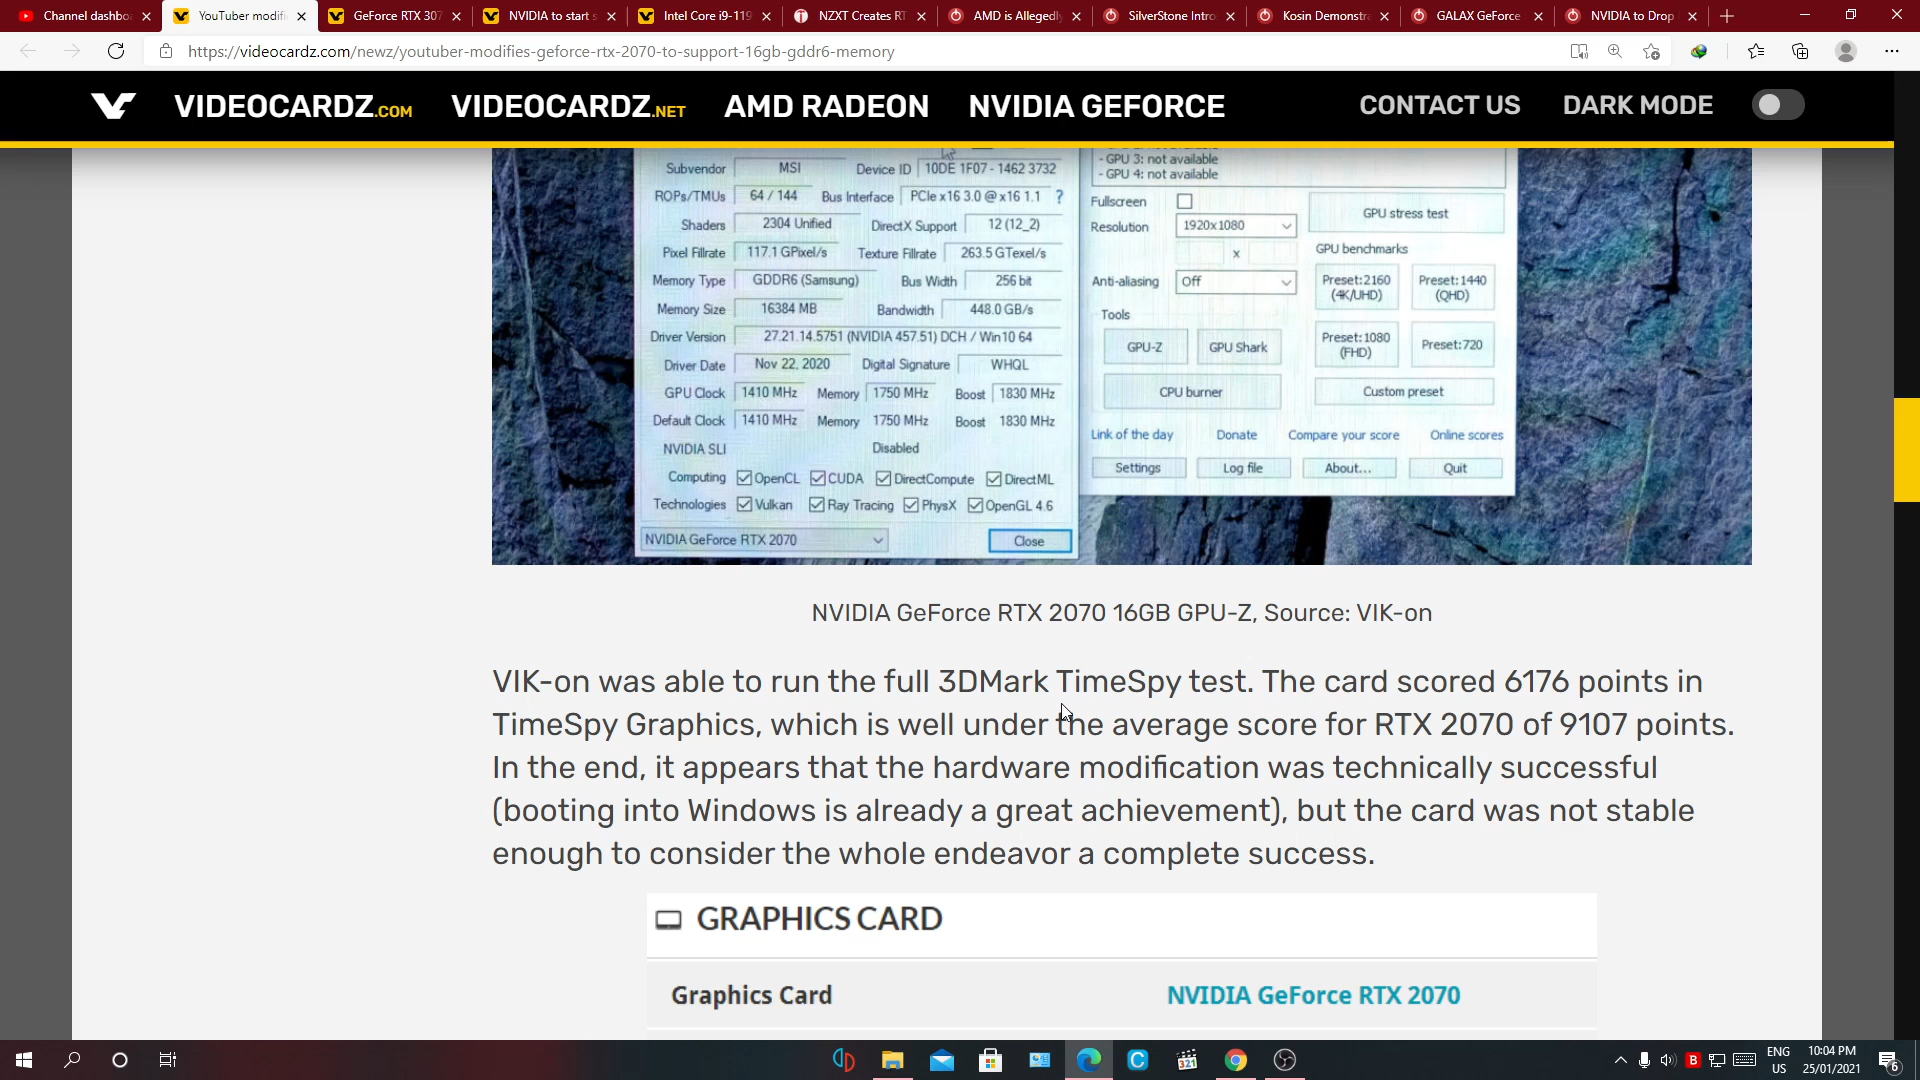 Channel dashbo
YouTuber modifi
GeForce RTX 307
NVIDIA to start s
Intel Core i9-119
NZXT Creates RT
AMD is Allegedl
SilverStone Intro
Kosin Demonstra
GALAX GeForce
NVIDIA to Drop
https://videocardz.com/newz/youtuber-modifies-geforce-rtx-2070-to-support-16gb-gddr6-memory
VIDEOCARDZ.COM VIDEOCARDZ.NET AMD RADEON NVIDIA GEFORCE CONTACT US DARK MODE
Subvendor MSI Device ID 10DE 1F07 - 1462 3732
ROPs/TMUs 64 / 144 Bus Interface PCIe x16 3.0 @ x16 1.1 ?
Shaders 2304 Unified DirectX Support 12 (12_2)
Pixel Fillrate 117.1 GPixel/s Texture Fillrate 263.5 GTexel/s
Memory Type GDDR6 (Samsung) Bus Width 256 bit
Memory Size 16384 MB Bandwidth 448.0 GB/s
Driver Version 27.21.14.5751 (NVIDIA 457.51) DCH / Win10 64
Driver Date Nov 22, 2020 Digital Signature WHQL
GPU Clock 1410 MHz Memory 1750 MHz Boost 1830 MHz
Default Clock 1410 MHz Memory 1750 MHz Boost 1830 MHz
NVIDIA SLI Disabled
Computing OpenCL CUDA DirectCompute DirectML
Technologies Vulkan Ray Tracing PhysX OpenGL 4.6
NVIDIA GeForce RTX 2070 Close
- GPU 3: not available
- GPU 4: not available
Fullscreen
GPU stress test
Resolution 1920x1080
x
GPU benchmarks
Anti-aliasing Off
Preset:2160 (4K/UHD)
Preset:1440 (QHD)
Tools
GPU-Z GPU Shark
Preset:1080 (FHD)
Preset:720
CPU burner Custom preset
Link of the day Donate Compare your score Online scores
Settings Log file About... Quit
NVIDIA GeForce RTX 2070 16GB GPU-Z, Source: VIK-on
VIK-on was able to run the full 3DMark TimeSpy test. The card scored 6176 points in
TimeSpy Graphics, which is well under the average score for RTX 2070 of 9107 points.
In the end, it appears that the hardware modification was technically successful
(booting into Windows is already a great achievement), but the card was not stable
enough to consider the whole endeavor a complete success.
GRAPHICS CARD
Graphics Card NVIDIA GeForce RTX 2070
ENG
US
10:04 PM
25/01/2021
6